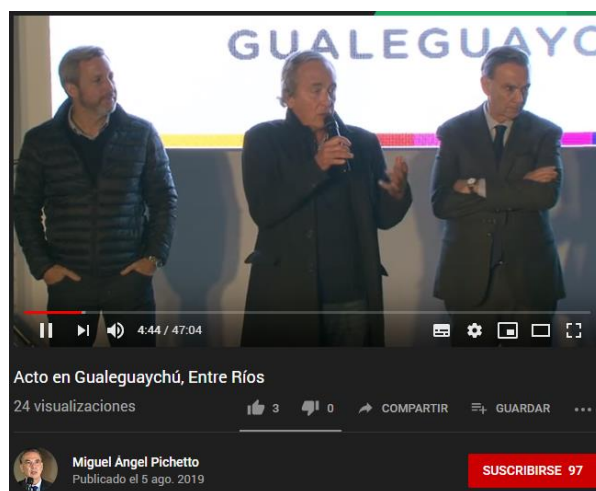 GUALEGUAYC
4:44 / 47:04
Acto en Gualeguaychú, Entre Ríos
24 visualizaciones
3
0
COMPARTIR
GUARDAR
Miguel Ángel Pichetto
Publicado el 5 ago. 2019
SUSCRIBIRSE 97